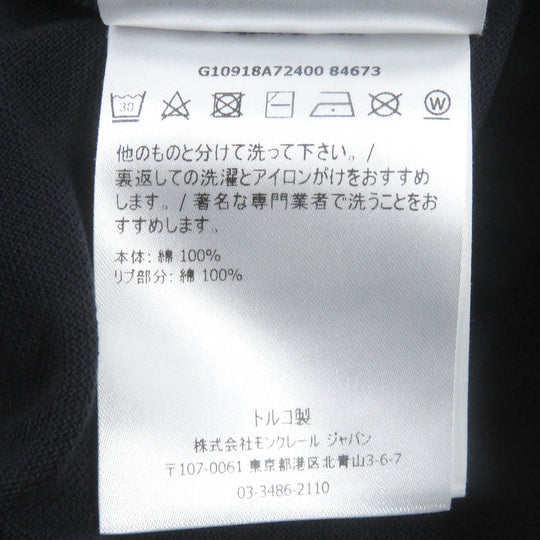 G10918A72400 84673
30 W
他のものと分けて洗って下さい。/
裏返しての洗濯とアイロンがけをおすすめ
します。/ 著名な専門業者で洗うことをお
すすめします。
本体: 綿 100%
リブ部分: 綿 100%
トルコ製
株式会社モンクレール ジャパン
〒107-0061 東京都港区北青山3-6-7
03-3486-2110